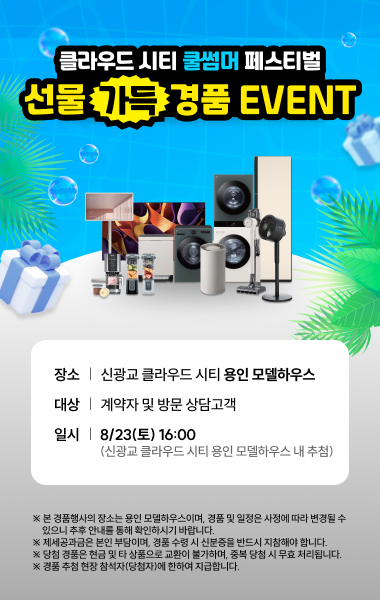 클라우드 시티 쿨썸머 페스티벌
선물 가득 경품 EVENT
장소 | 신광교 클라우드 시티 용인 모델하우스
대상 | 계약자 및 방문 상담고객
일시 | 8/23(토) 16:00
(신광교 클라우드 시티 용인 모델하우스 내 추첨)
※ 본 경품행사의 장소는 용인 모델하우스이며, 경품 및 일정은 사정에 따라 변경될 수
있으니 추후 안내를 통해 확인하시기 바랍니다.
※ 제세공과금은 본인 부담이며, 경품 수령 시 신분증을 반드시 지참해야 합니다.
※ 당첨 경품은 현금 및 타 상품으로 교환이 불가하며, 중복 당첨 시 무효 처리됩니다.
※ 경품 추첨 현장 참석자(당첨자)에 한하여 지급합니다.